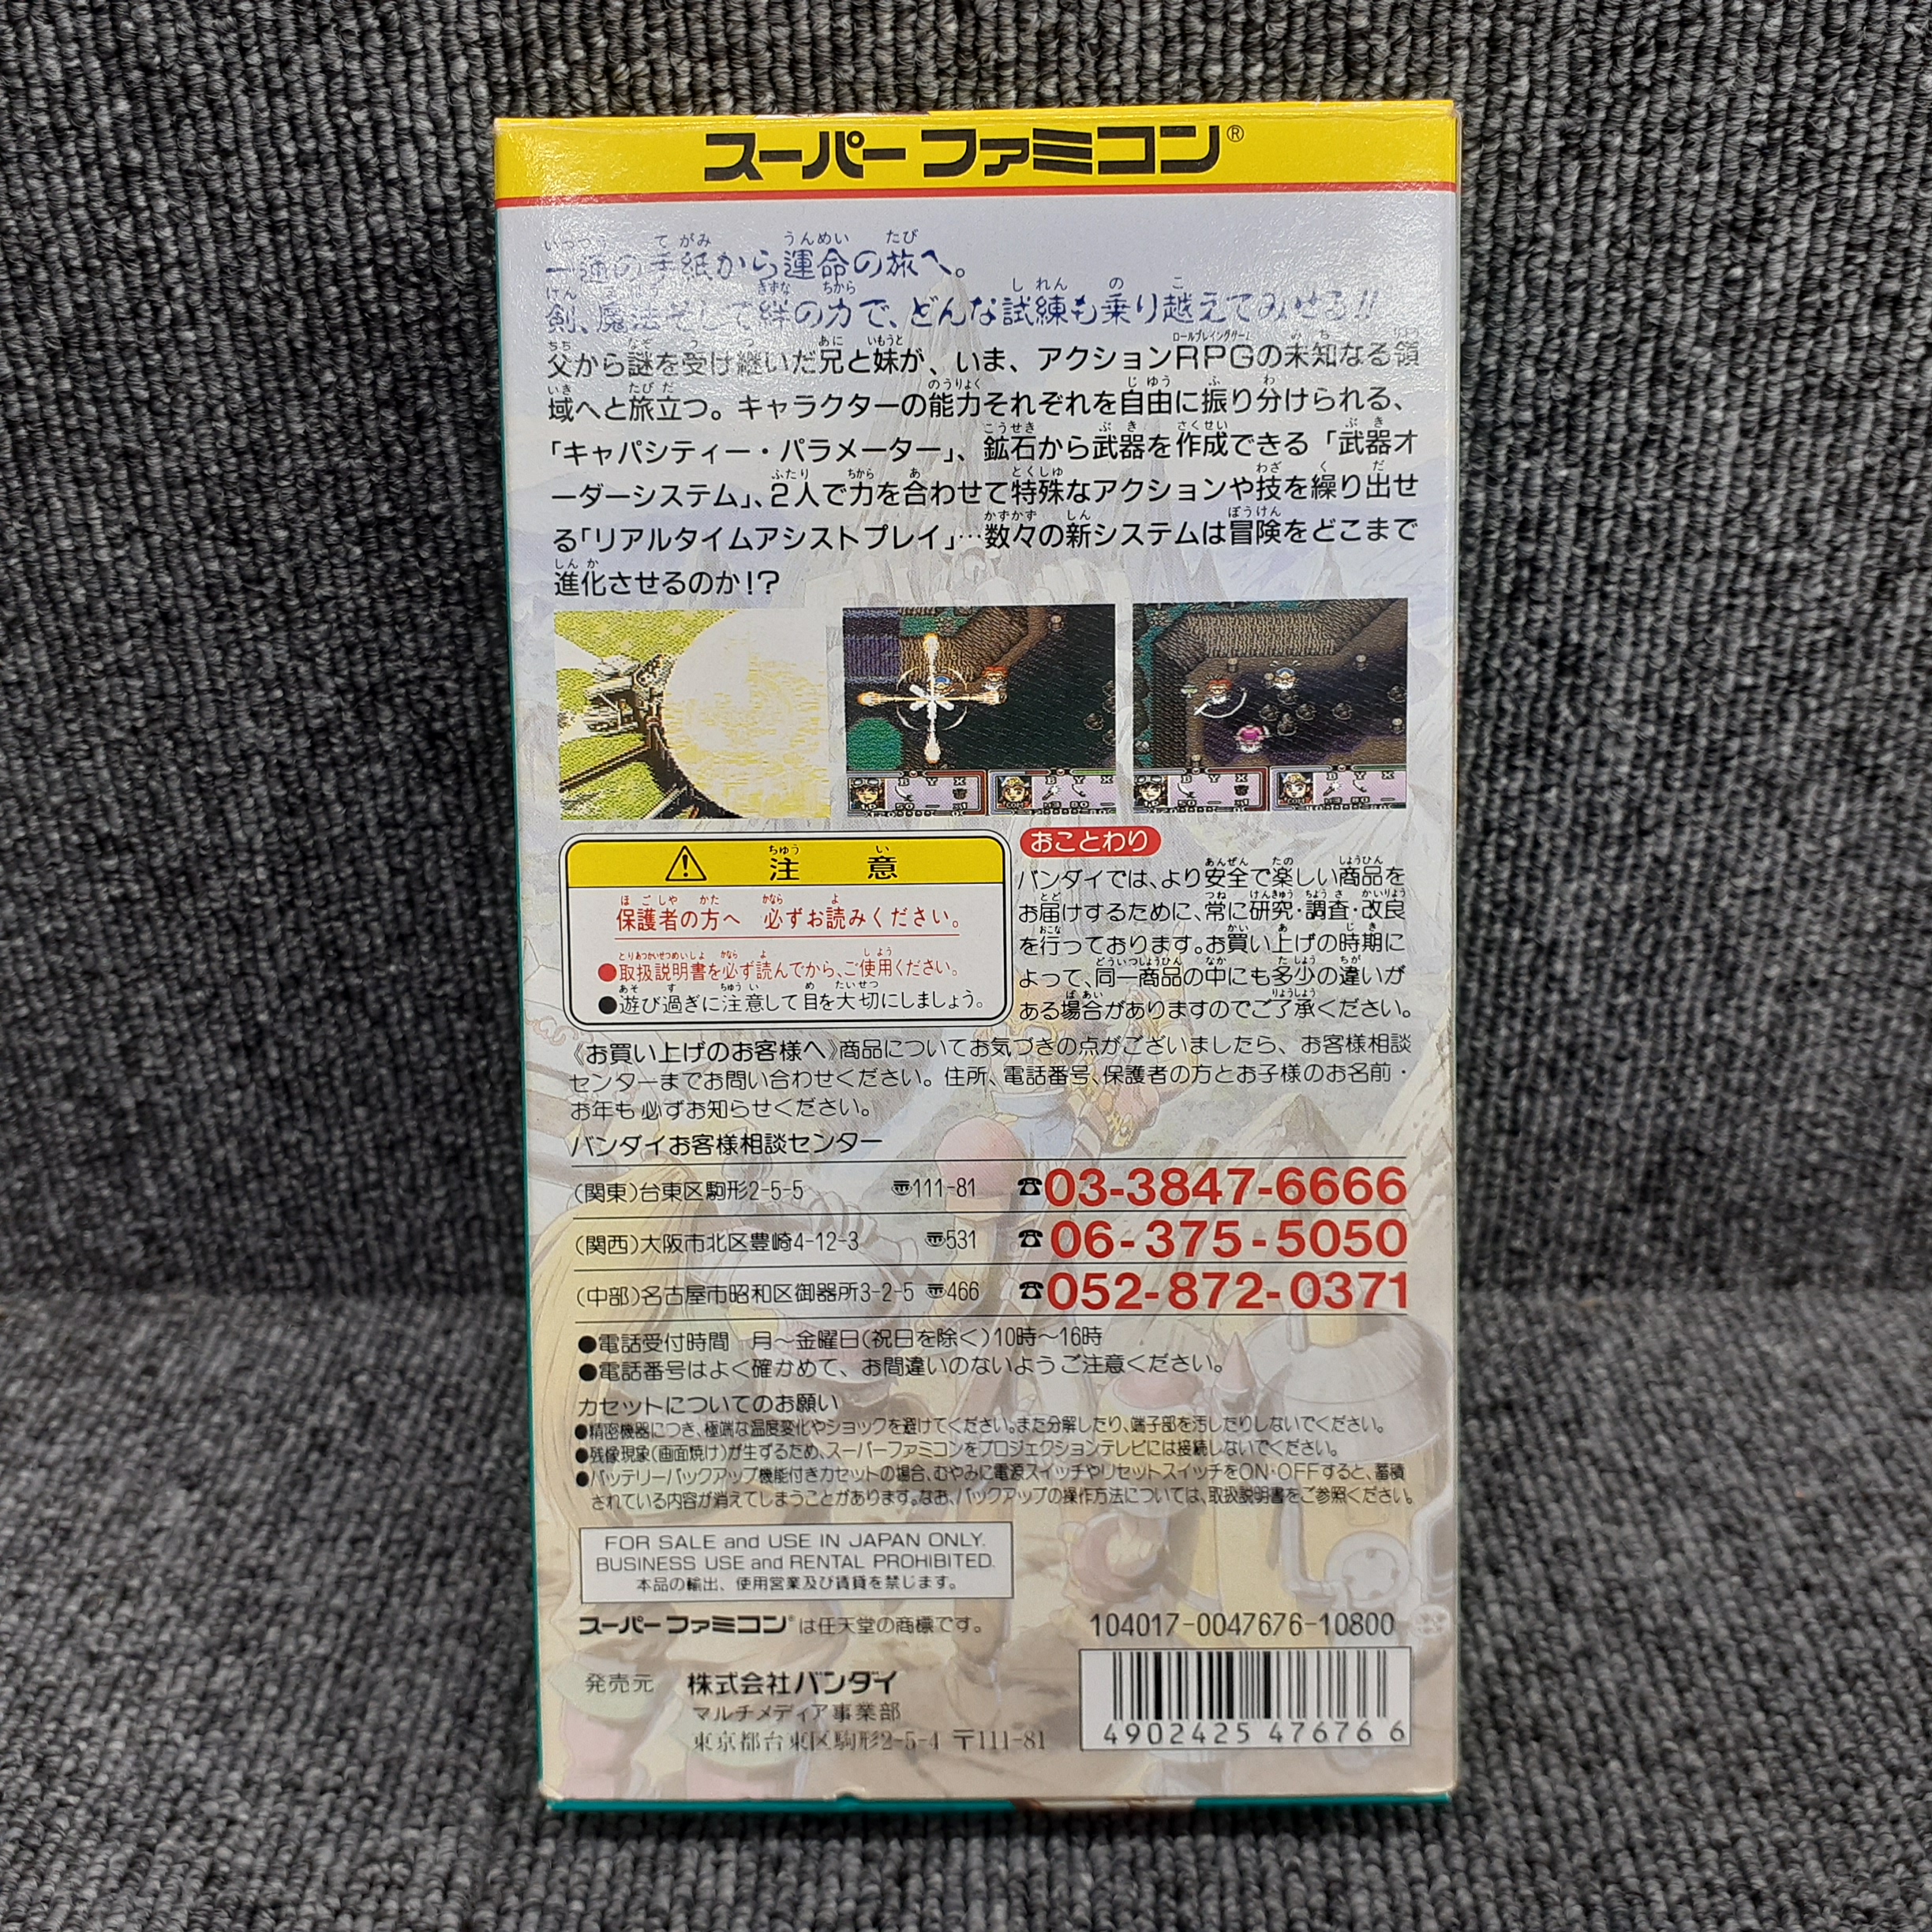 スーパーファミコン®
一通の手紙から運命の旅へ。
剣、魔法そして絆の力で、どんな試練も乗り越えてみせる!!
父から謎を受け継いだ兄と妹が、いま、アクションRPGの未知なる領
域へと旅立つ。キャラクターの能力それぞれを自由に振り分けられる、
「キャパシティー・パラメーター」、鉱石から武器を作成できる「武器オ
ーダーシステム」、2人で力を合わせて特殊なアクションや技を繰り出せ
る「リアルタイムアシストプレイ」…数々の新システムは冒険をどこまで
進化させるのか!?
注意
保護者の方へ 必ずお読みください。
●取扱説明書を必ず読んでから、ご使用ください。
●遊び過ぎに注意して目を大切にしましょう。
おことわり
バンダイでは、より安全で楽しい商品を
お届けするために、常に研究・調査・改良
を行っております。お買い上げの時期に
よって、同一商品の中にも多少の違いが
ある場合がありますのでご了承ください。
《お買い上げのお客様へ》商品についてお気づきの点がございましたら、お客様相談
センターまでお問い合わせください。住所、電話番号、保護者の方とお子様のお名前・
お年も必ずお知らせください。
バンダイお客様相談センター
(関東)台東区駒形2-5-5 〠111-81 ☎03-3847-6666
(関西)大阪市北区豊崎4-12-3 〠531 ☎06-375-5050
(中部)名古屋市昭和区御器所3-2-5 〠466 ☎052-872-0371
●電話受付時間 月〜金曜日(祝日を除く)10時〜16時
●電話番号はよく確かめて、お間違いのないようご注意ください。
カセットについてのお願い
●精密機器につき、極端な温度変化やショックを避けてください。また分解したり、端子部を汚したりしないでください。
●残像現象(画面焼け)が生ずるため、スーパーファミコンをプロジェクションテレビには接続しないでください。
●バッテリーバックアップ機能付きカセットの場合、むやみに電源スイッチやリセットスイッチをON・OFFすると、蓄積
されている内容が消えてしまうことがあります。なお、バックアップの操作方法については、取扱説明書をご参照ください。
FOR SALE and USE IN JAPAN ONLY.
BUSINESS USE and RENTAL PROHIBITED.
本品の輸出、使用営業及び賃貸を禁じます。
スーパーファミコン®は任天堂の商標です。
104017-0047676-10800
発売元 株式会社バンダイ
マルチメディア事業部
東京都台東区駒形2-5-4 〒111-81
4902425476766